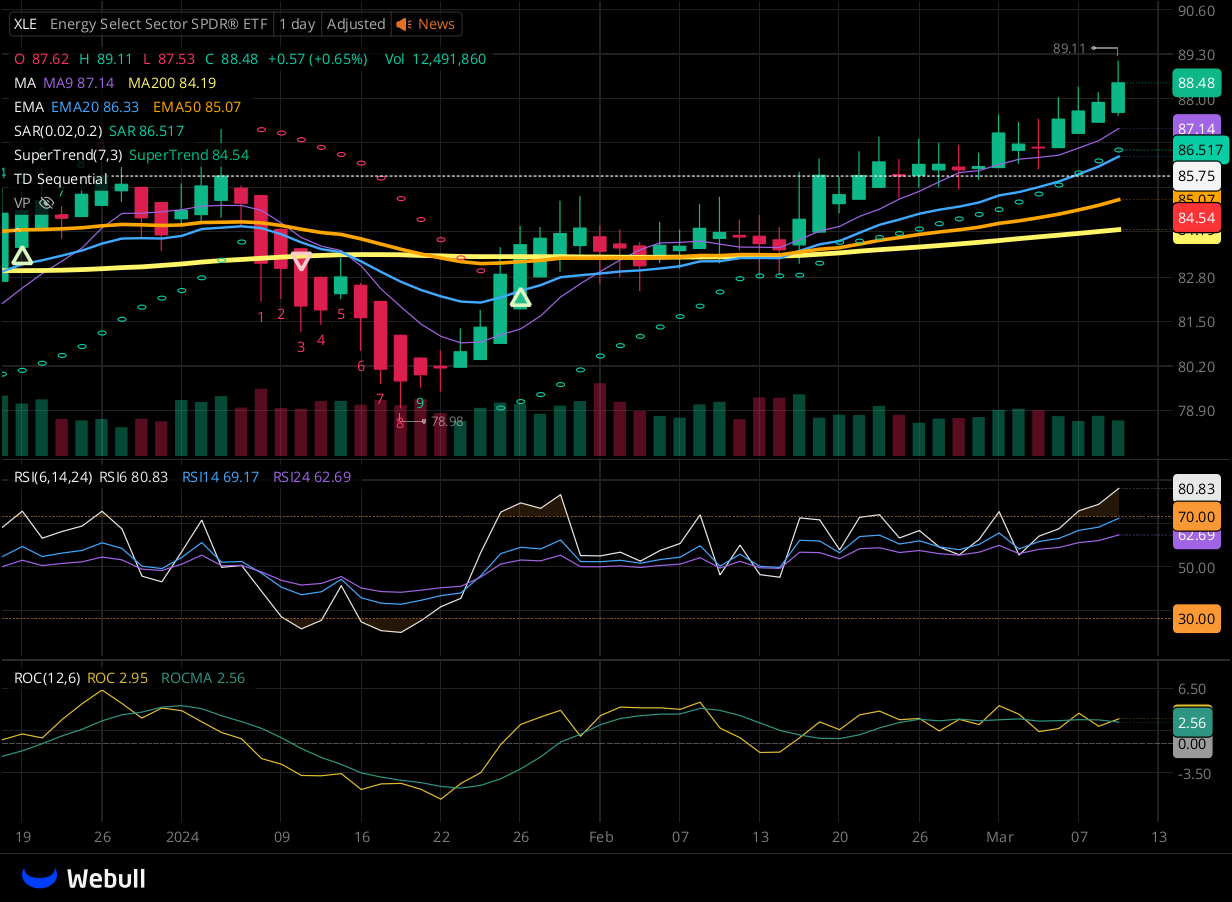 XLE Energy Select Sector SPDR® ETF 1 day Adjusted News
O 87.62 H 89.11 L 87.53 C 88.48 +0.57 (+0.65%) Vol 12,491,860
MA MA9 87.14 MA200 84.19
EMA EMA20 86.33 EMA50 85.07
SAR(0.02,0.2) SAR 86.517
SuperTrend(7,3) SuperTrend 84.54
TD Sequential
VP
89.11
90.60
89.30
88.48
88.00
87.14
86.517
85.75
85.07
84.54
82.80
81.50
80.20
78.90
4
1 2
3
4
5
6
7
8
9
78.98
RSI(6,14,24) RSI6 80.83 RSI14 69.17 RSI24 62.69
80.83
70.00
62.69
50.00
30.00
ROC(12,6) ROC 2.95 ROCMA 2.56
6.50
2.56
0.00
-3.50
19 26 2024 09 16 22 26 Feb 07 13 20 26 Mar 07 13
Webull